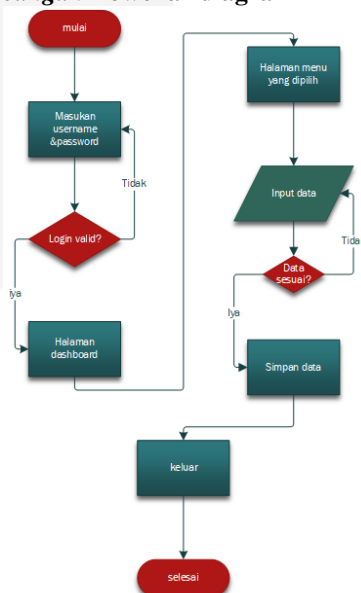 mulai
Masukan
username
&password
Tidak
Login valid?
iya
Halaman
dashboard
Halaman menu
yang dipilih
Input data
Tida
Data
sesuai?
Iya
Simpan data
keluar
selesai